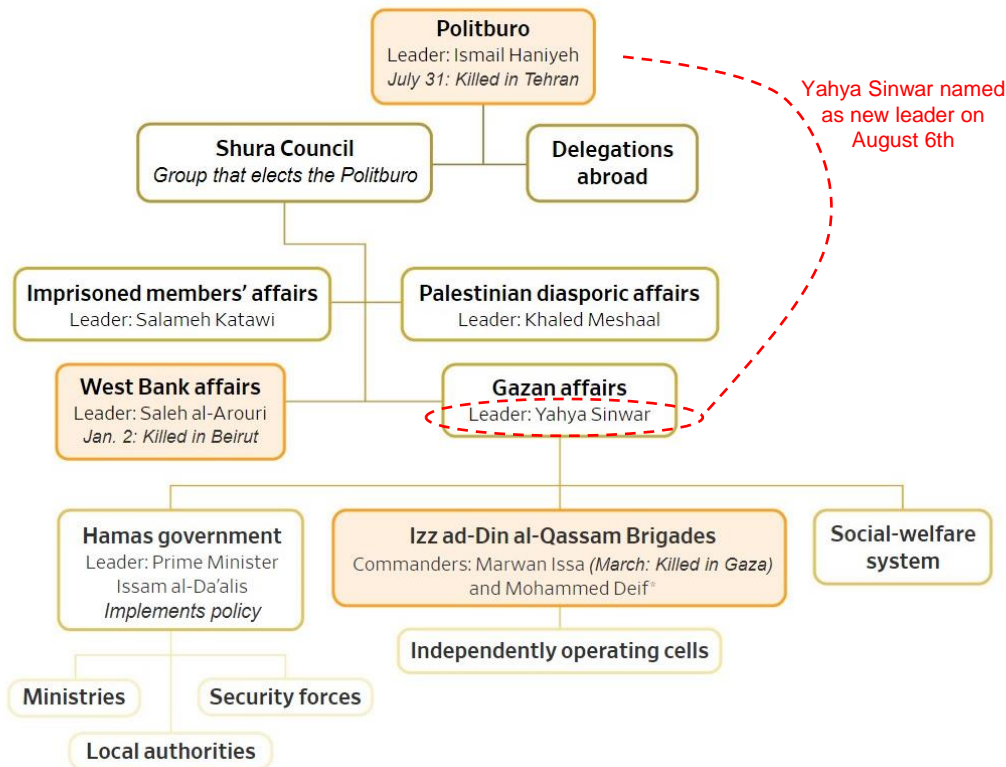 Politburo
Leader: Ismail Haniyeh
July 31: Killed in Tehran
Yahya Sinwar named
as new leader on
August 6th
Shura Council
Group that elects the Politburo
Delegations
abroad
Imprisoned members’ affairs
Leader: Salameh Katawi
Palestinian diasporic affairs
Leader: Khaled Meshaal
West Bank affairs
Leader: Saleh al-Arouri
Jan. 2: Killed in Beirut
Gazan affairs
Leader: Yahya Sinwar
Hamas government
Leader: Prime Minister
Issam al-Da’alis
Implements policy
Izz ad-Din al-Qassam Brigades
Commanders: Marwan Issa (March: Killed in Gaza)
and Mohammed Deif*
Social-welfare
system
Independently operating cells
Ministries
Security forces
Local authorities